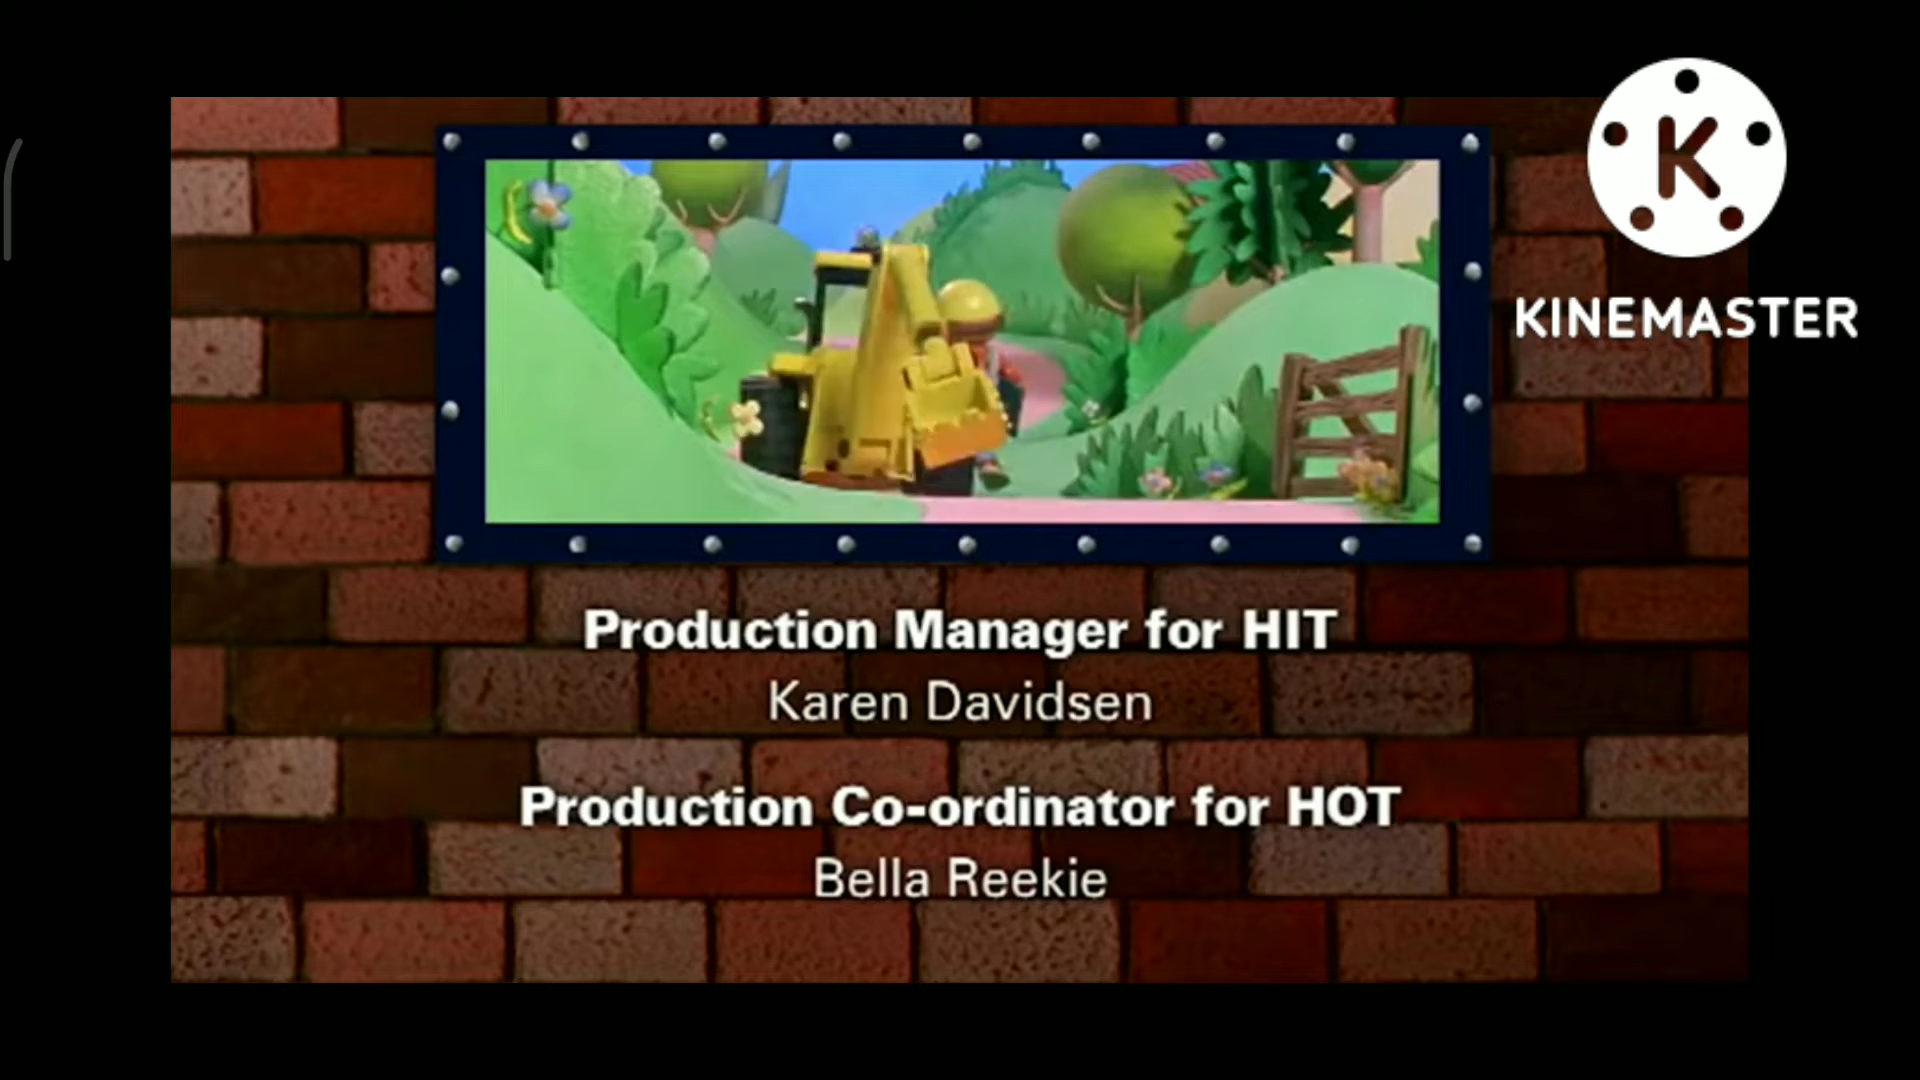 K
KINEMASTER
Production Manager for HIT
Karen Davidsen
Production Co-ordinator for HOT
Bella Reekie